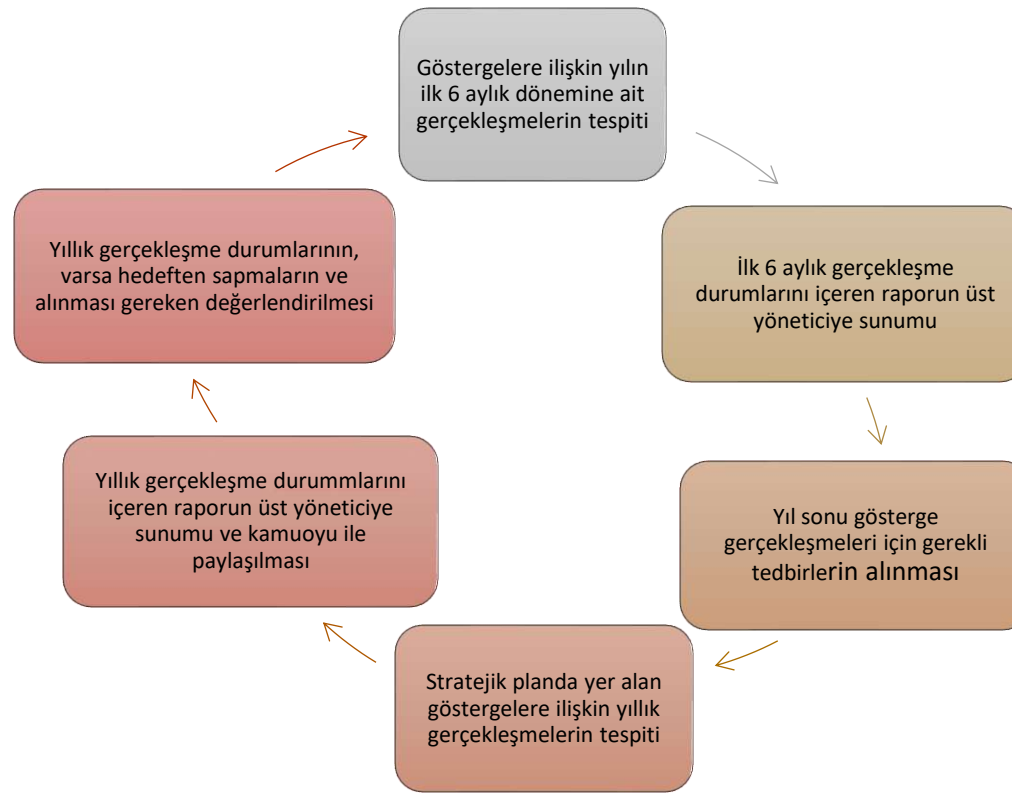 Göstergelere ilişkin yılın
ilk 6 aylık dönemine ait
gerçekleşmelerin tespiti
İlk 6 aylık gerçekleşme
durumlarını içeren raporun üst
yöneticiye sunumu
Yıl sonu gösterge
gerçekleşmeleri için gerekli
tedbirlerin alınması
Stratejik planda yer alan
göstergelere ilişkin yıllık
gerçekleşmelerin tespiti
Yıllık gerçekleşme durummlarını
içeren raporun üst yöneticiye
sunumu ve kamuoyu ile
paylaşılması
Yıllık gerçekleşme durumlarının,
varsa hedeften sapmaların ve
alınması gereken değerlendirilmesi